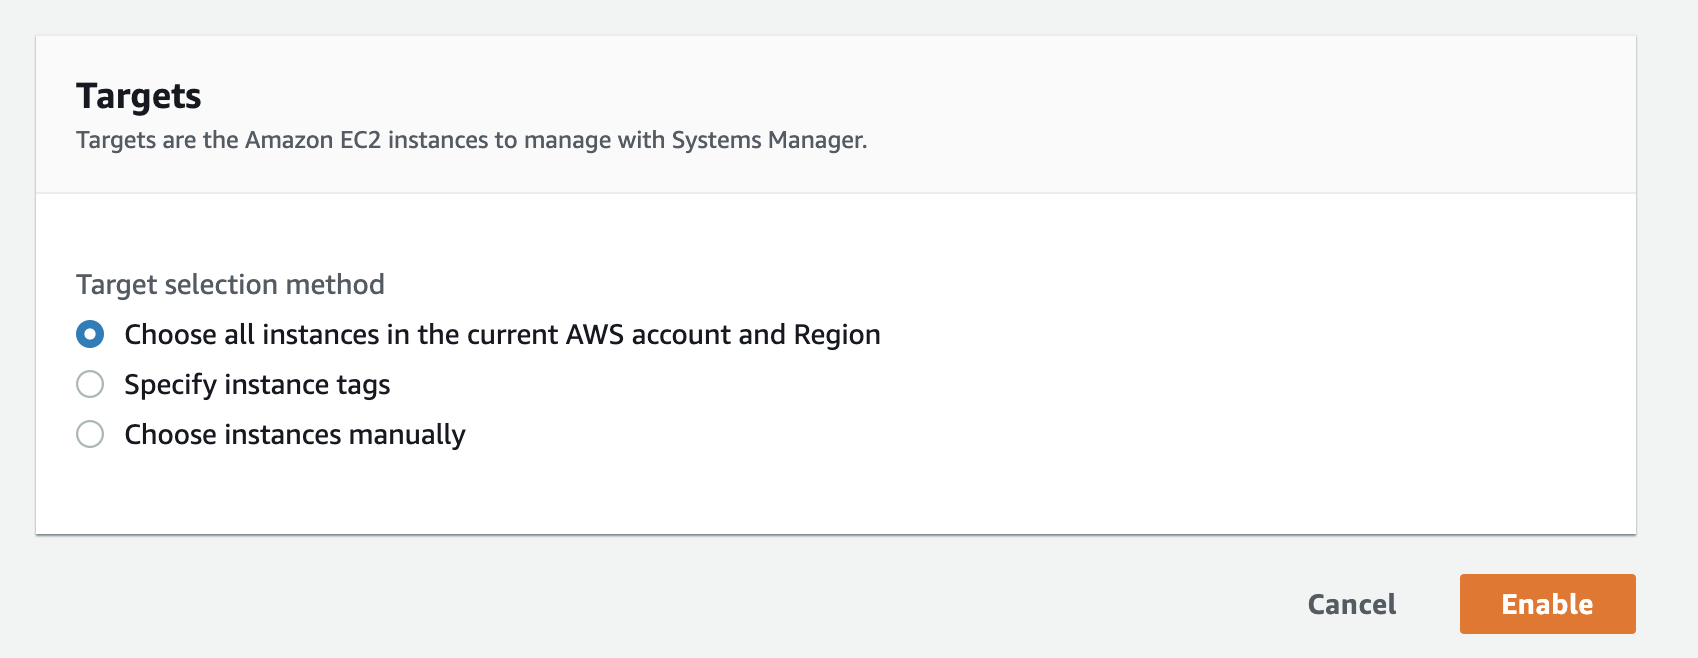 Targets
Targets are the Amazon EC2 instances to manage with Systems Manager.
Target selection method
Choose all instances in the current AWS account and Region
Specify instance tags
Choose instances manually
Cancel
Enable